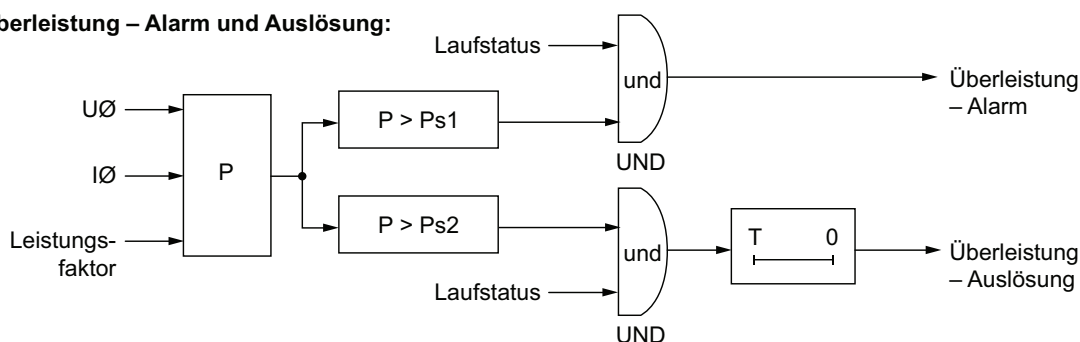 berleistung – Alarm und Auslösung:
Laufstatus
und
UND
Überleistung
– Alarm
UØ
IØ
Leistungs-
faktor
P
P > Ps1
P > Ps2
Laufstatus
und
UND
T 0
Überleistung
– Auslösung